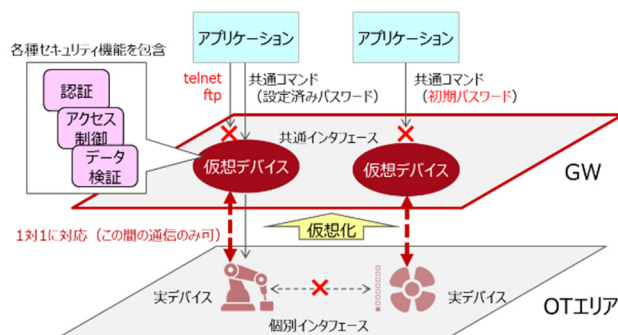 各種セキュリティ機能を包含
認証
アクセス
制御
データ
検証
アプリケーション
アプリケーション
telnet
ftp
共通コマンド
(設定済みパスワード)
共通コマンド
(初期パスワード)
共通インタフェース
仮想デバイス
仮想デバイス
GW
1対1に対応(この間の通信のみ可)
仮想化
実デバイス
実デバイス
個別インタフェース
OTエリア